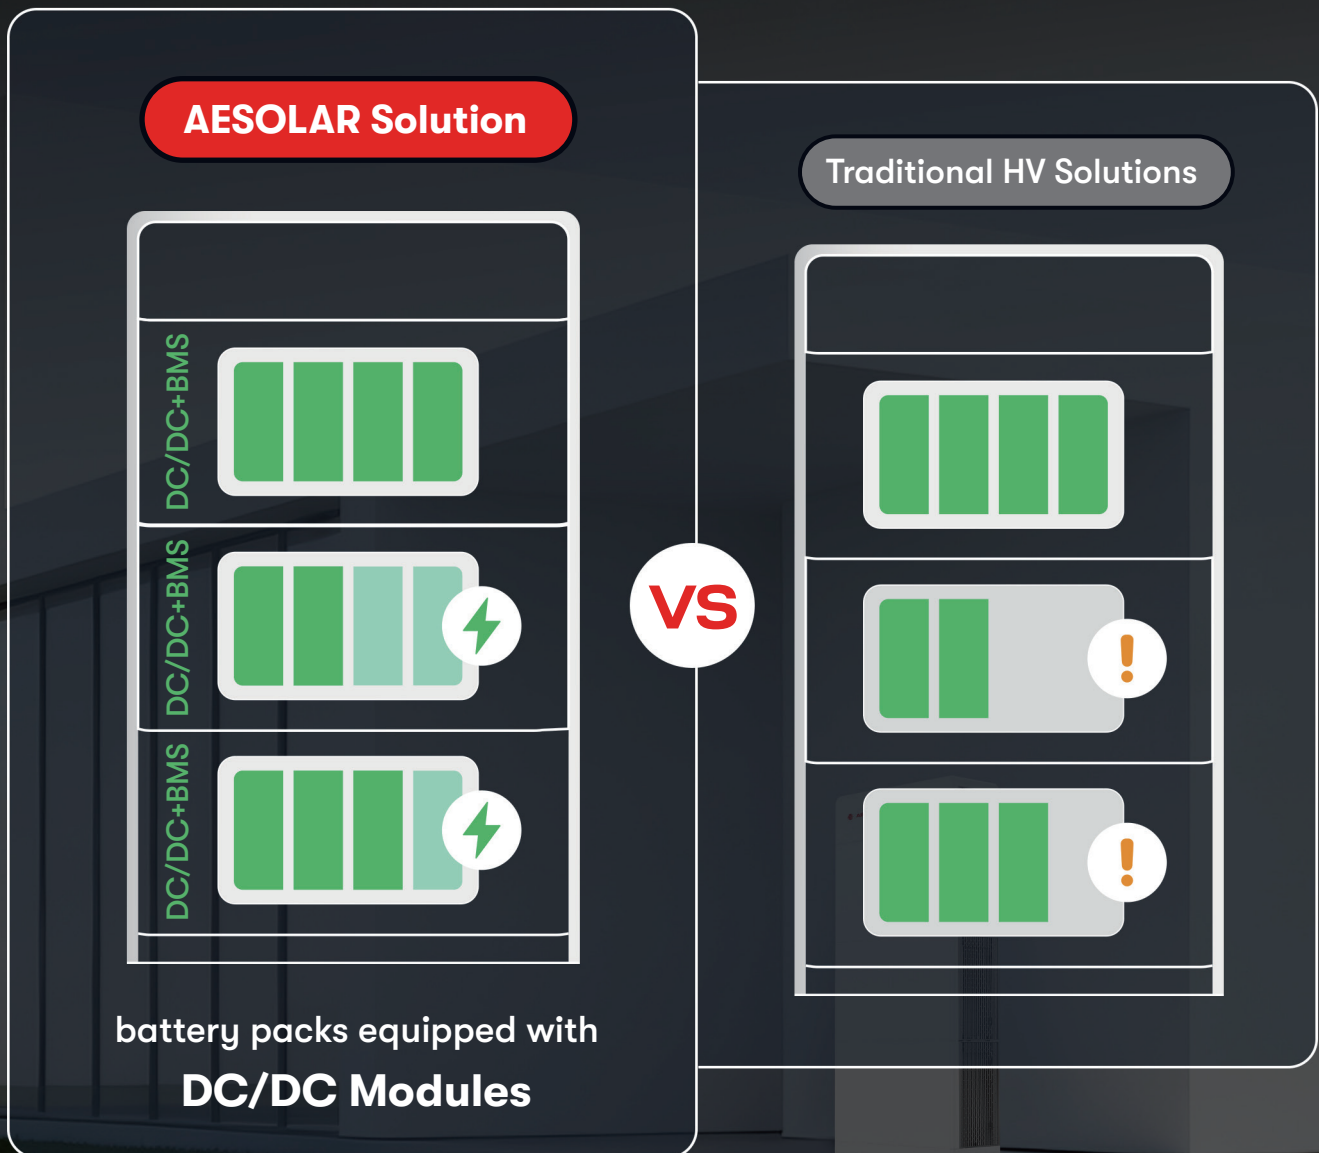 AESOLAR Solution
DC/DC+BMS
DC/DC+BMS
DC/DC+BMS
battery packs equipped with
DC/DC Modules
VS
Traditional HV Solutions
!
!